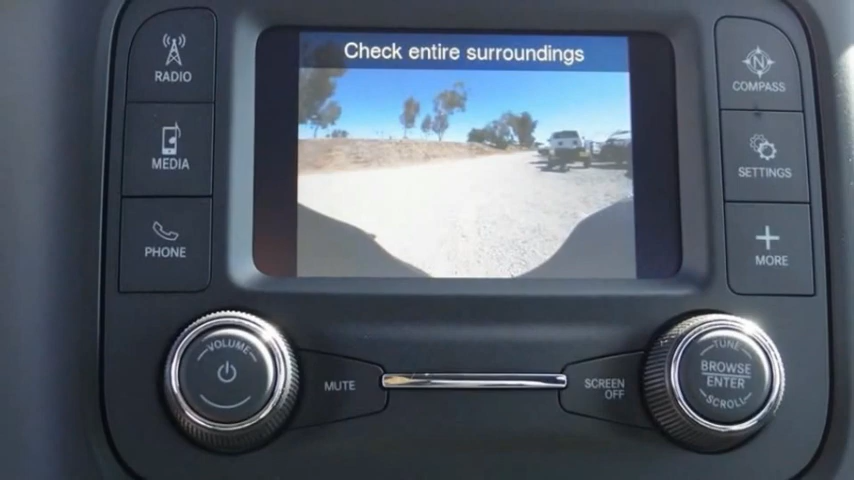 Check entire surroundings
RADIO
MEDIA
PHONE
N
COMPASS
SETTINGS
MORE
VOLUME
MUTE
SCREEN
OFF
TUNE
BROWSE
ENTER
SCROLL